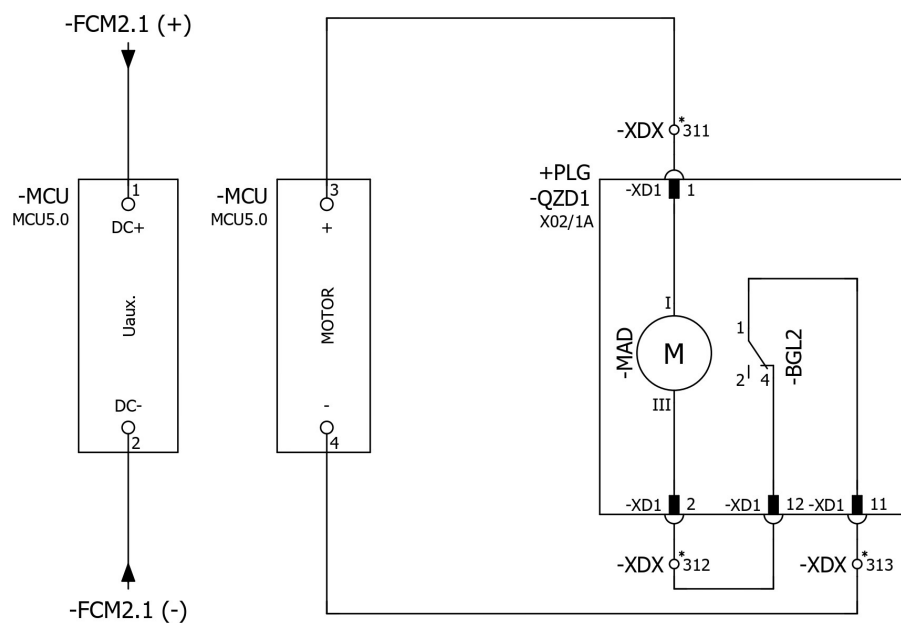 -FCM2.1 (+)
-XDX
*
311
+PLG
-QZD1
X02/1A
-XD1
1
-MCU
MCU5.0
1
DC+
Uaux.
DC-
2
-MCU
MCU5.0
3
+
MOTOR
-
4
I
-MAD
M
III
1
2
4
-BGL2
-XD1
2
-XD1
12
-XD1
11
-XDX
*
312
-XDX
*
313
-FCM2.1 (-)